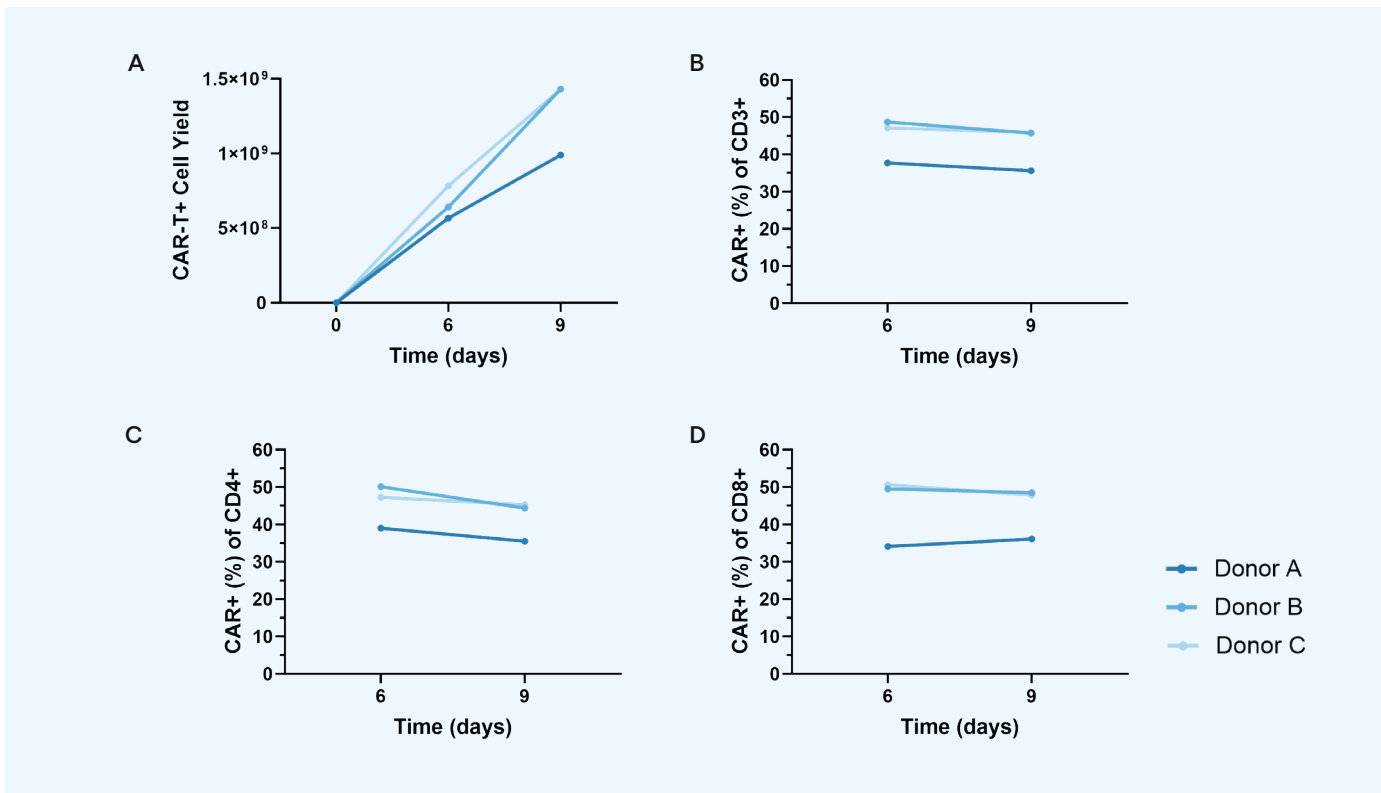 A
CAR-T+ Cell Yield
1.5×10⁹
1×10⁹
5×10⁸
0
0 6 9
Time (days)
B
CAR+ (%) of CD3+
60
50
40
30
20
10
0
6 9
Time (days)
C
CAR+ (%) of CD4+
60
50
40
30
20
10
0
6 9
Time (days)
D
CAR+ (%) of CD8+
60
50
40
30
20
10
0
6 9
Time (days)
Donor A
Donor B
Donor C